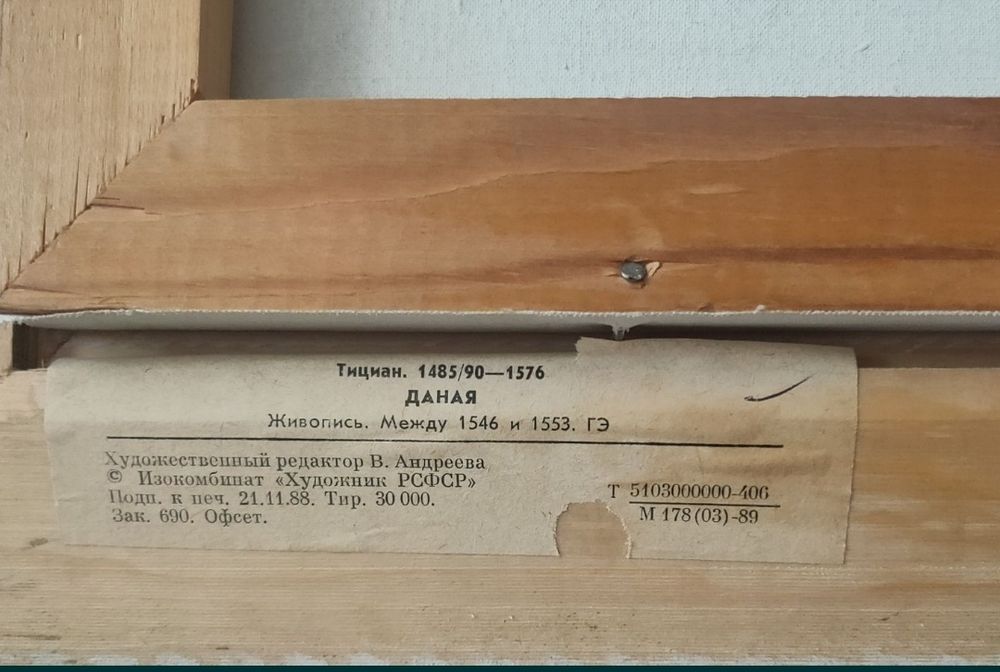 Тициан. 1485/90—1576
ДАНАЯ
Живопись. Между 1546 и 1553. ГЭ
Художественный редактор В. Андреева
© Изокомбинат «Художник РСФСР»
Подп. к печ. 21.11.88. Тир. 30 000.
Зак. 690. Офсет.
Т 5103000000-406
М 178(03)-89